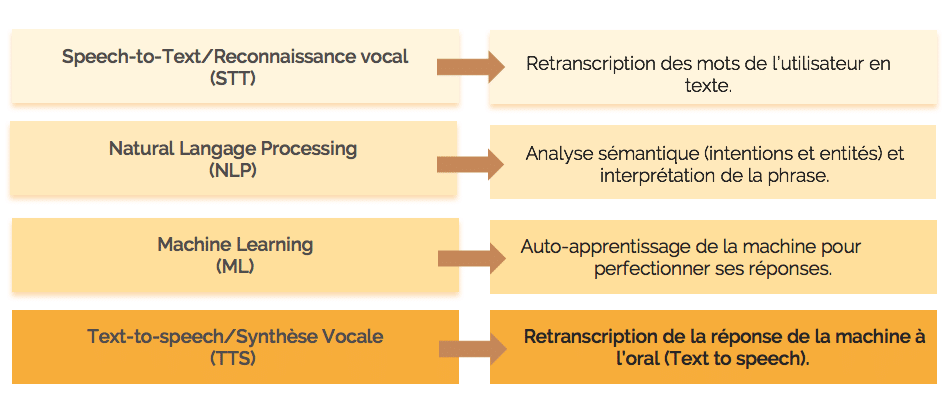 Speech-to-Text/Reconnaissance vocal
(STT)
Retranscription des mots de l'utilisateur en
texte.
Natural Langage Processing
(NLP)
Analyse sémantique (intentions et entités) et
interprétation de la phrase.
Machine Learning
(ML)
Auto-apprentissage de la machine pour
perfectionner ses réponses.
Text-to-speech/Synthèse Vocale
(TTS)
Retranscription de la réponse de la machine à
l'oral (Text to speech).